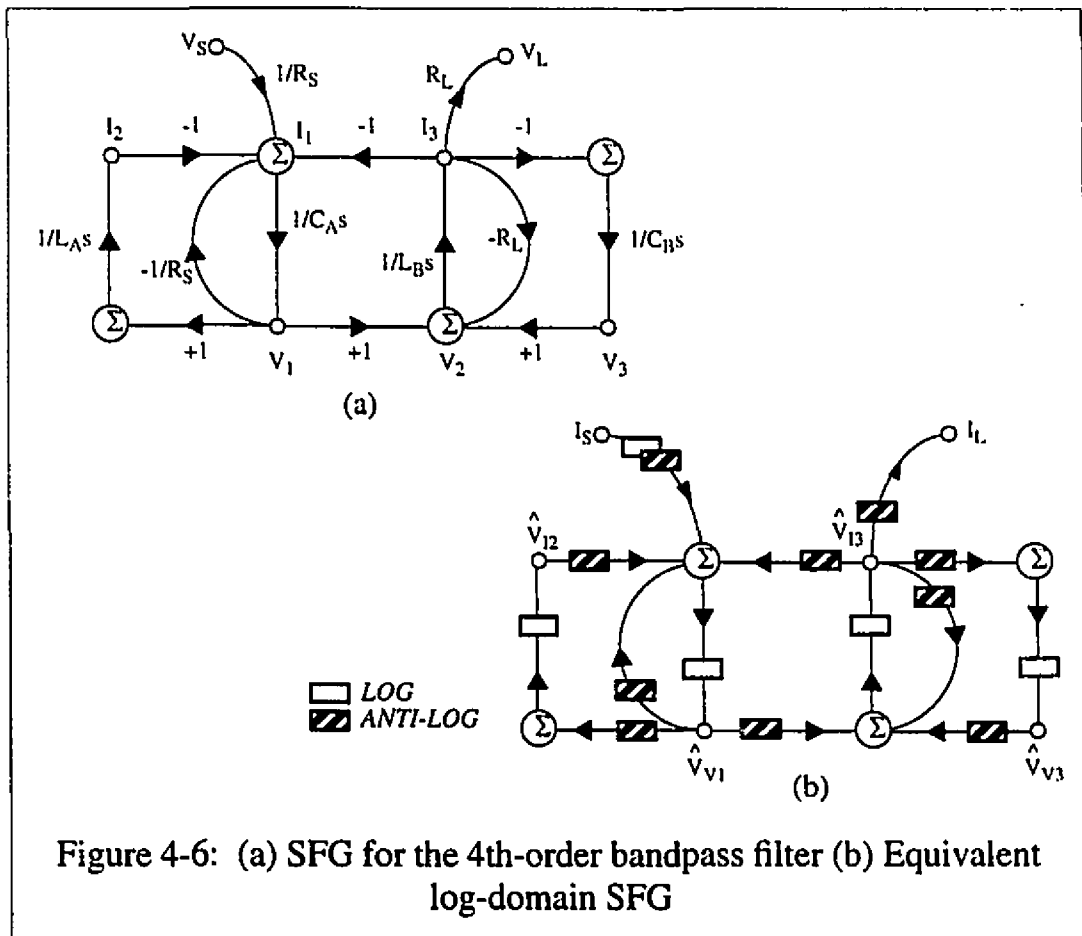 V_S
V_L
1/R_S
R_L
I_2
-1
I_1
-1
I_3
-1
Σ
Σ
1/L_As
-1/R_S
1/C_As
1/L_Bs
-R_L
1/C_Bs
Σ
Σ
+1
V_1
+1
V_2
+1
V_3
(a)
I_S
I_L
V̂_I2
V̂_I3
Σ
Σ
LOG
ANTI-LOG
Σ
Σ
V̂_V1
V̂_V3
(b)
Figure 4-6: (a) SFG for the 4th-order bandpass filter (b) Equivalent
log-domain SFG